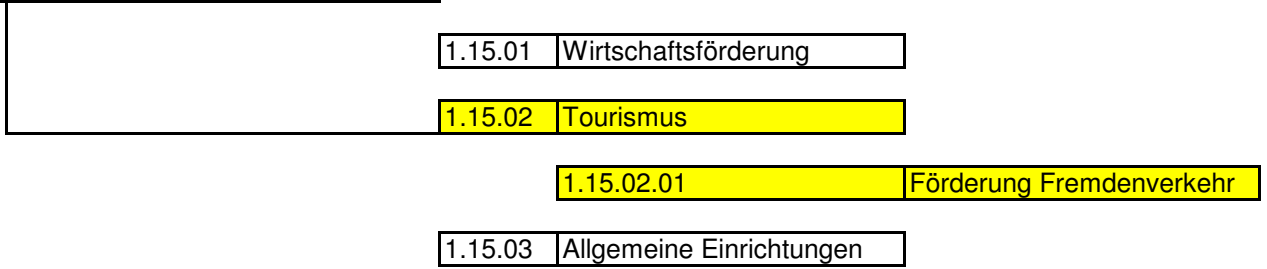 1.15.01 Wirtschaftsförderung
1.15.02 Tourismus
1.15.02.01 Förderung Fremdenverkehr
1.15.03 Allgemeine Einrichtungen